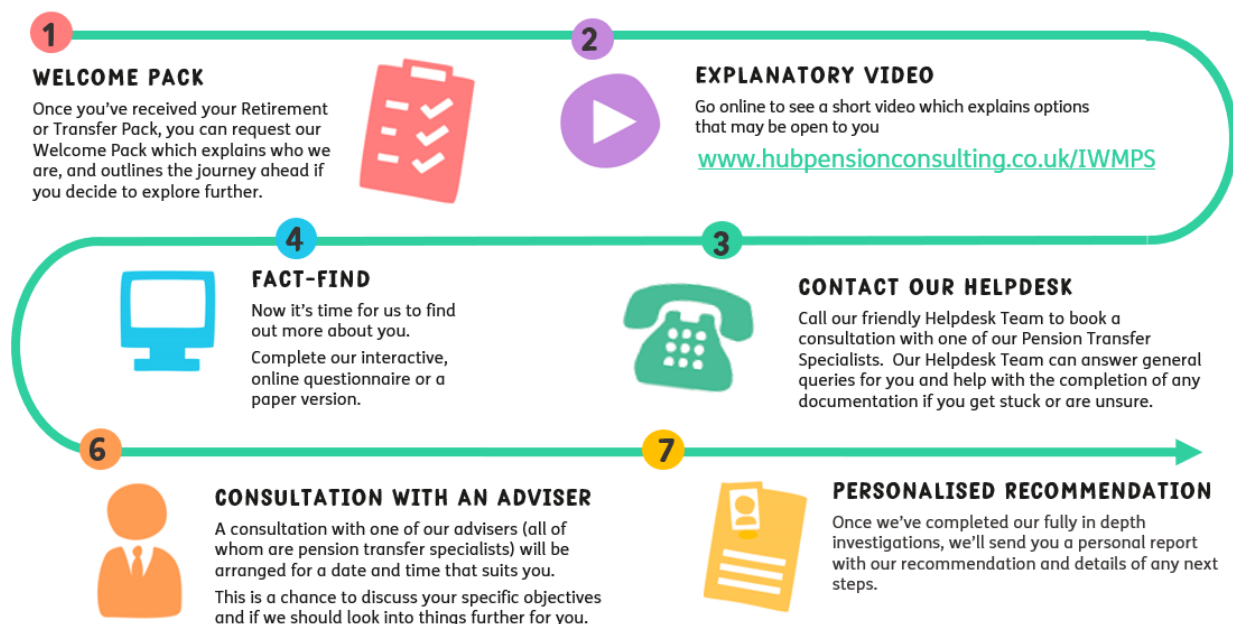 1
WELCOME PACK
Once you've received your Retirement
or Transfer Pack, you can request our
Welcome Pack which explains who we
are, and outlines the journey ahead if
you decide to explore further.
2
EXPLANATORY VIDEO
Go online to see a short video which explains options
that may be open to you
www.hubpensionconsulting.co.uk/IWMPS
3
CONTACT OUR HELPDESK
Call our friendly Helpdesk Team to book a
consultation with one of our Pension Transfer
Specialists. Our Helpdesk Team can answer general
queries for you and help with the completion of any
documentation if you get stuck or are unsure.
4
FACT-FIND
Now it's time for us to find
out more about you.
Complete our interactive,
online questionnaire or a
paper version.
6
CONSULTATION WITH AN ADVISER
A consultation with one of our advisers (all of
whom are pension transfer specialists) will be
arranged for a date and time that suits you.
This is a chance to discuss your specific objectives
and if we should look into things further for you.
7
PERSONALISED RECOMMENDATION
Once we've completed our fully in depth
investigations, we'll send you a personal report
with our recommendation and details of any next
steps.